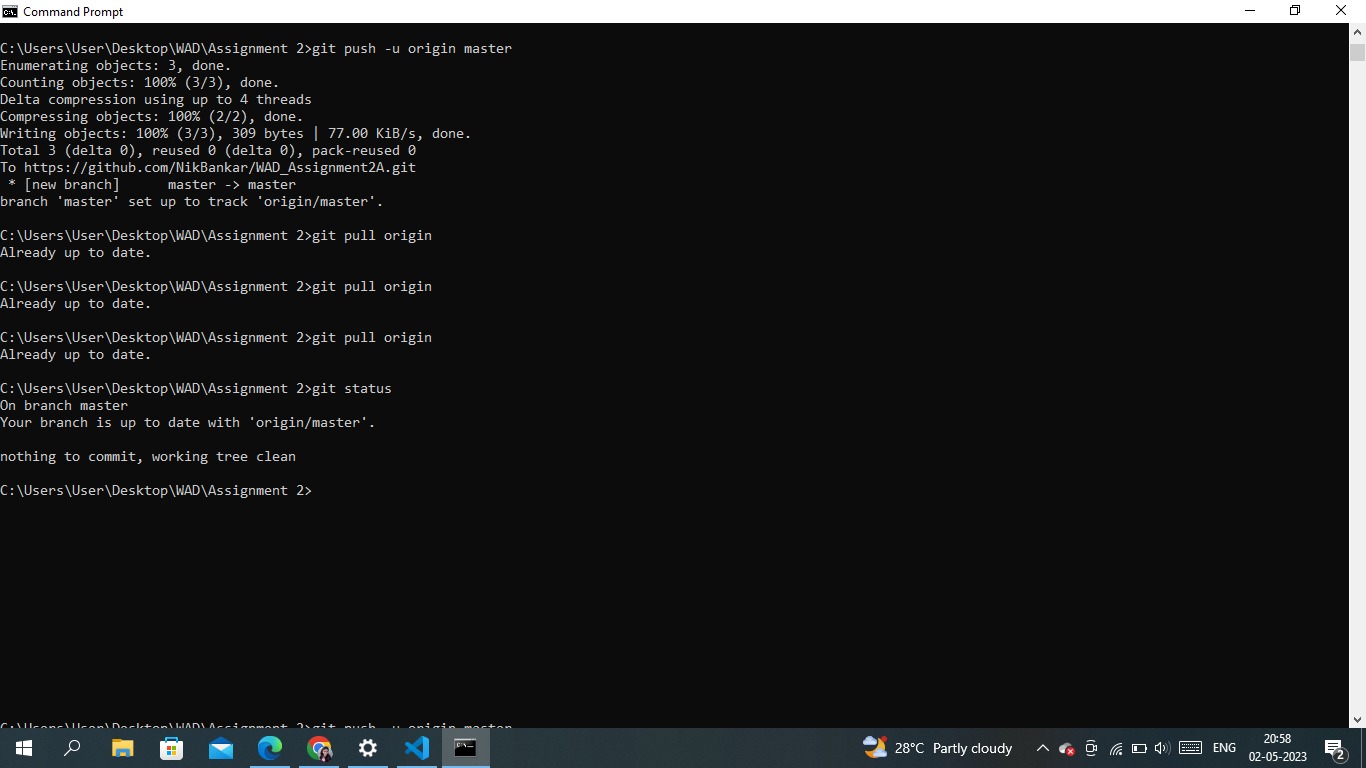 Command Prompt
C:\Users\User\Desktop\WAD\Assignment 2>git push -u origin master
Enumerating objects: 3, done.
Counting objects: 100% (3/3), done.
Delta compression using up to 4 threads
Compressing objects: 100% (2/2), done.
Writing objects: 100% (3/3), 309 bytes | 77.00 KiB/s, done.
Total 3 (delta 0), reused 0 (delta 0), pack-reused 0
To https://github.com/NikBankar/WAD_Assignment2A.git
 * [new branch]      master -> master
branch 'master' set up to track 'origin/master'.
C:\Users\User\Desktop\WAD\Assignment 2>git pull origin
Already up to date.
C:\Users\User\Desktop\WAD\Assignment 2>git pull origin
Already up to date.
C:\Users\User\Desktop\WAD\Assignment 2>git pull origin
Already up to date.
C:\Users\User\Desktop\WAD\Assignment 2>git status
On branch master
Your branch is up to date with 'origin/master'.
nothing to commit, working tree clean
C:\Users\User\Desktop\WAD\Assignment 2>
C:\Users\User\Desktop\WAD\Assignment 2>git push -u origin master
28°C Partly cloudy
ENG
20:58
02-05-2023
2